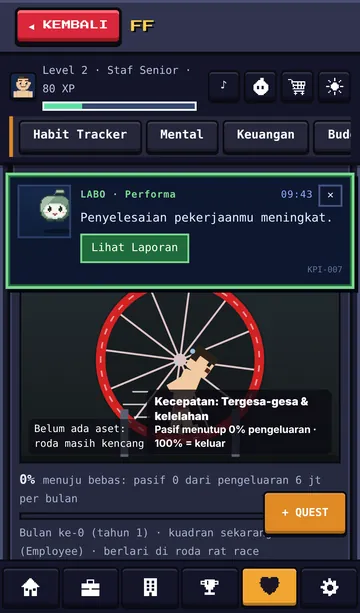 ◄ KEMBALI FF
Level 2 · Staf Senior ·
80 XP
Habit Tracker Mental Keuangan
LABO · Performa 09:43 ×
Penyelesaian pekerjaanmu meningkat.
Lihat Laporan
KPI-007
Kecepatan: Tergesa-gesa &
kelelahan
Belum ada aset: Pasif menutup 0% pengeluaran ·
roda masih kencang 100% = keluar
0% menuju bebas: pasif 0 dari pengeluaran 6 jt
per bulan
+ QUEST
Bulan ke-0 (tahun 1) · kuadran sekarang
(Employee) · berlari di roda rat race